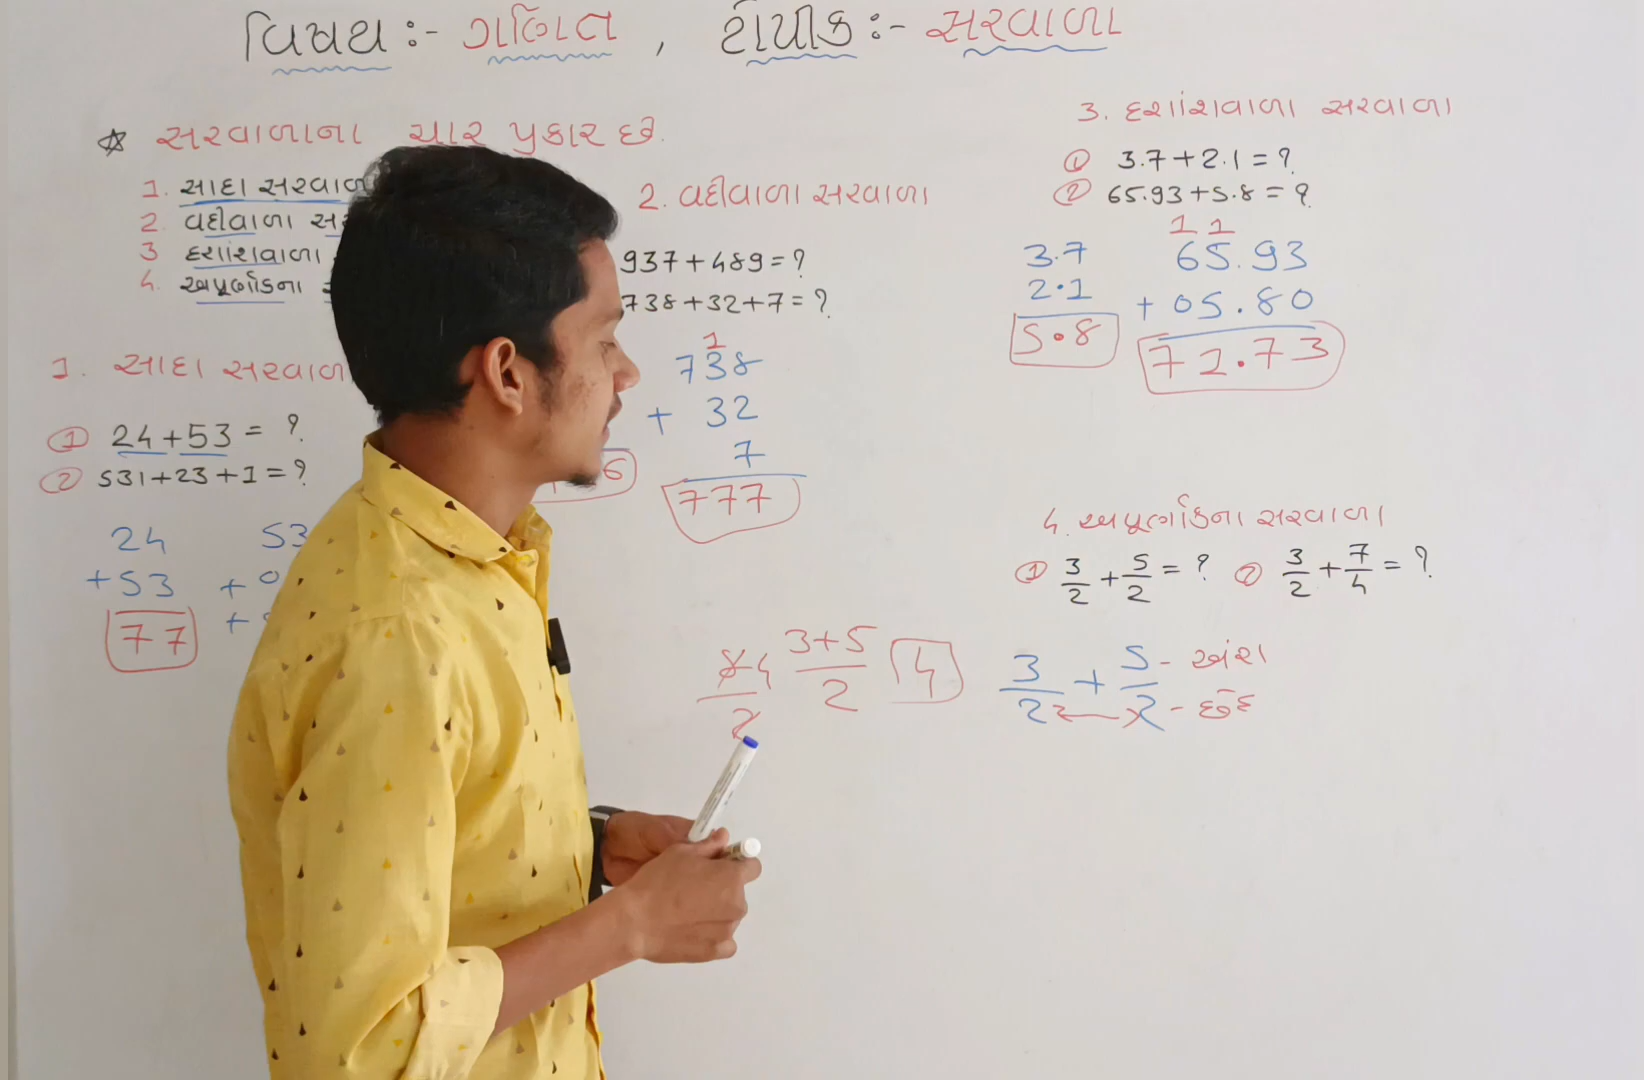 વિષય :- ગણિત , ટોપીક :- સરવાળા
☆ સરવાળાના ચાર પ્રકાર છે.
1. સાદા
2. વદીવાળા
3 દશાંશવાળા
4. અપૂર્ણાંકના
1. સાદા
① 24+53 = ?
② 531+23+1=?
24
+53
77
53
+ 0
+
2. વદીવાળા સરવાળા
937+489=?
738+32+7=?
6
1
738
+ 32
7
777
3. દશાંશવાળા સરવાળા
① 3.7+2.1=?
② 65.93+5.8=?
3.7
2.1
5.8
1 1
65.93
+ 05.80
71.73
4. અપૂર્ણાંકના સરવાળા
① 3/2 + 5/2 = ? ② 3/2 + 7/4 = ?
3/2 + 5/2 - અંશ
- છેદ
3+5/2
8/2 4
4